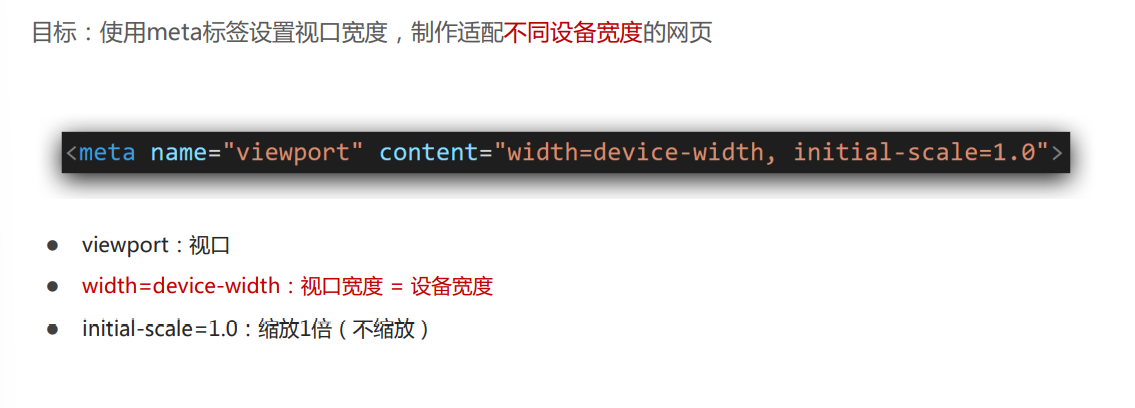 目标：使用meta标签设置视口宽度，制作适配不同设备宽度的网页
<meta name="viewport" content="width=device-width, initial-scale=1.0">
● viewport：视口
● width=device-width：视口宽度 = 设备宽度
● initial-scale=1.0：缩放1倍（不缩放）